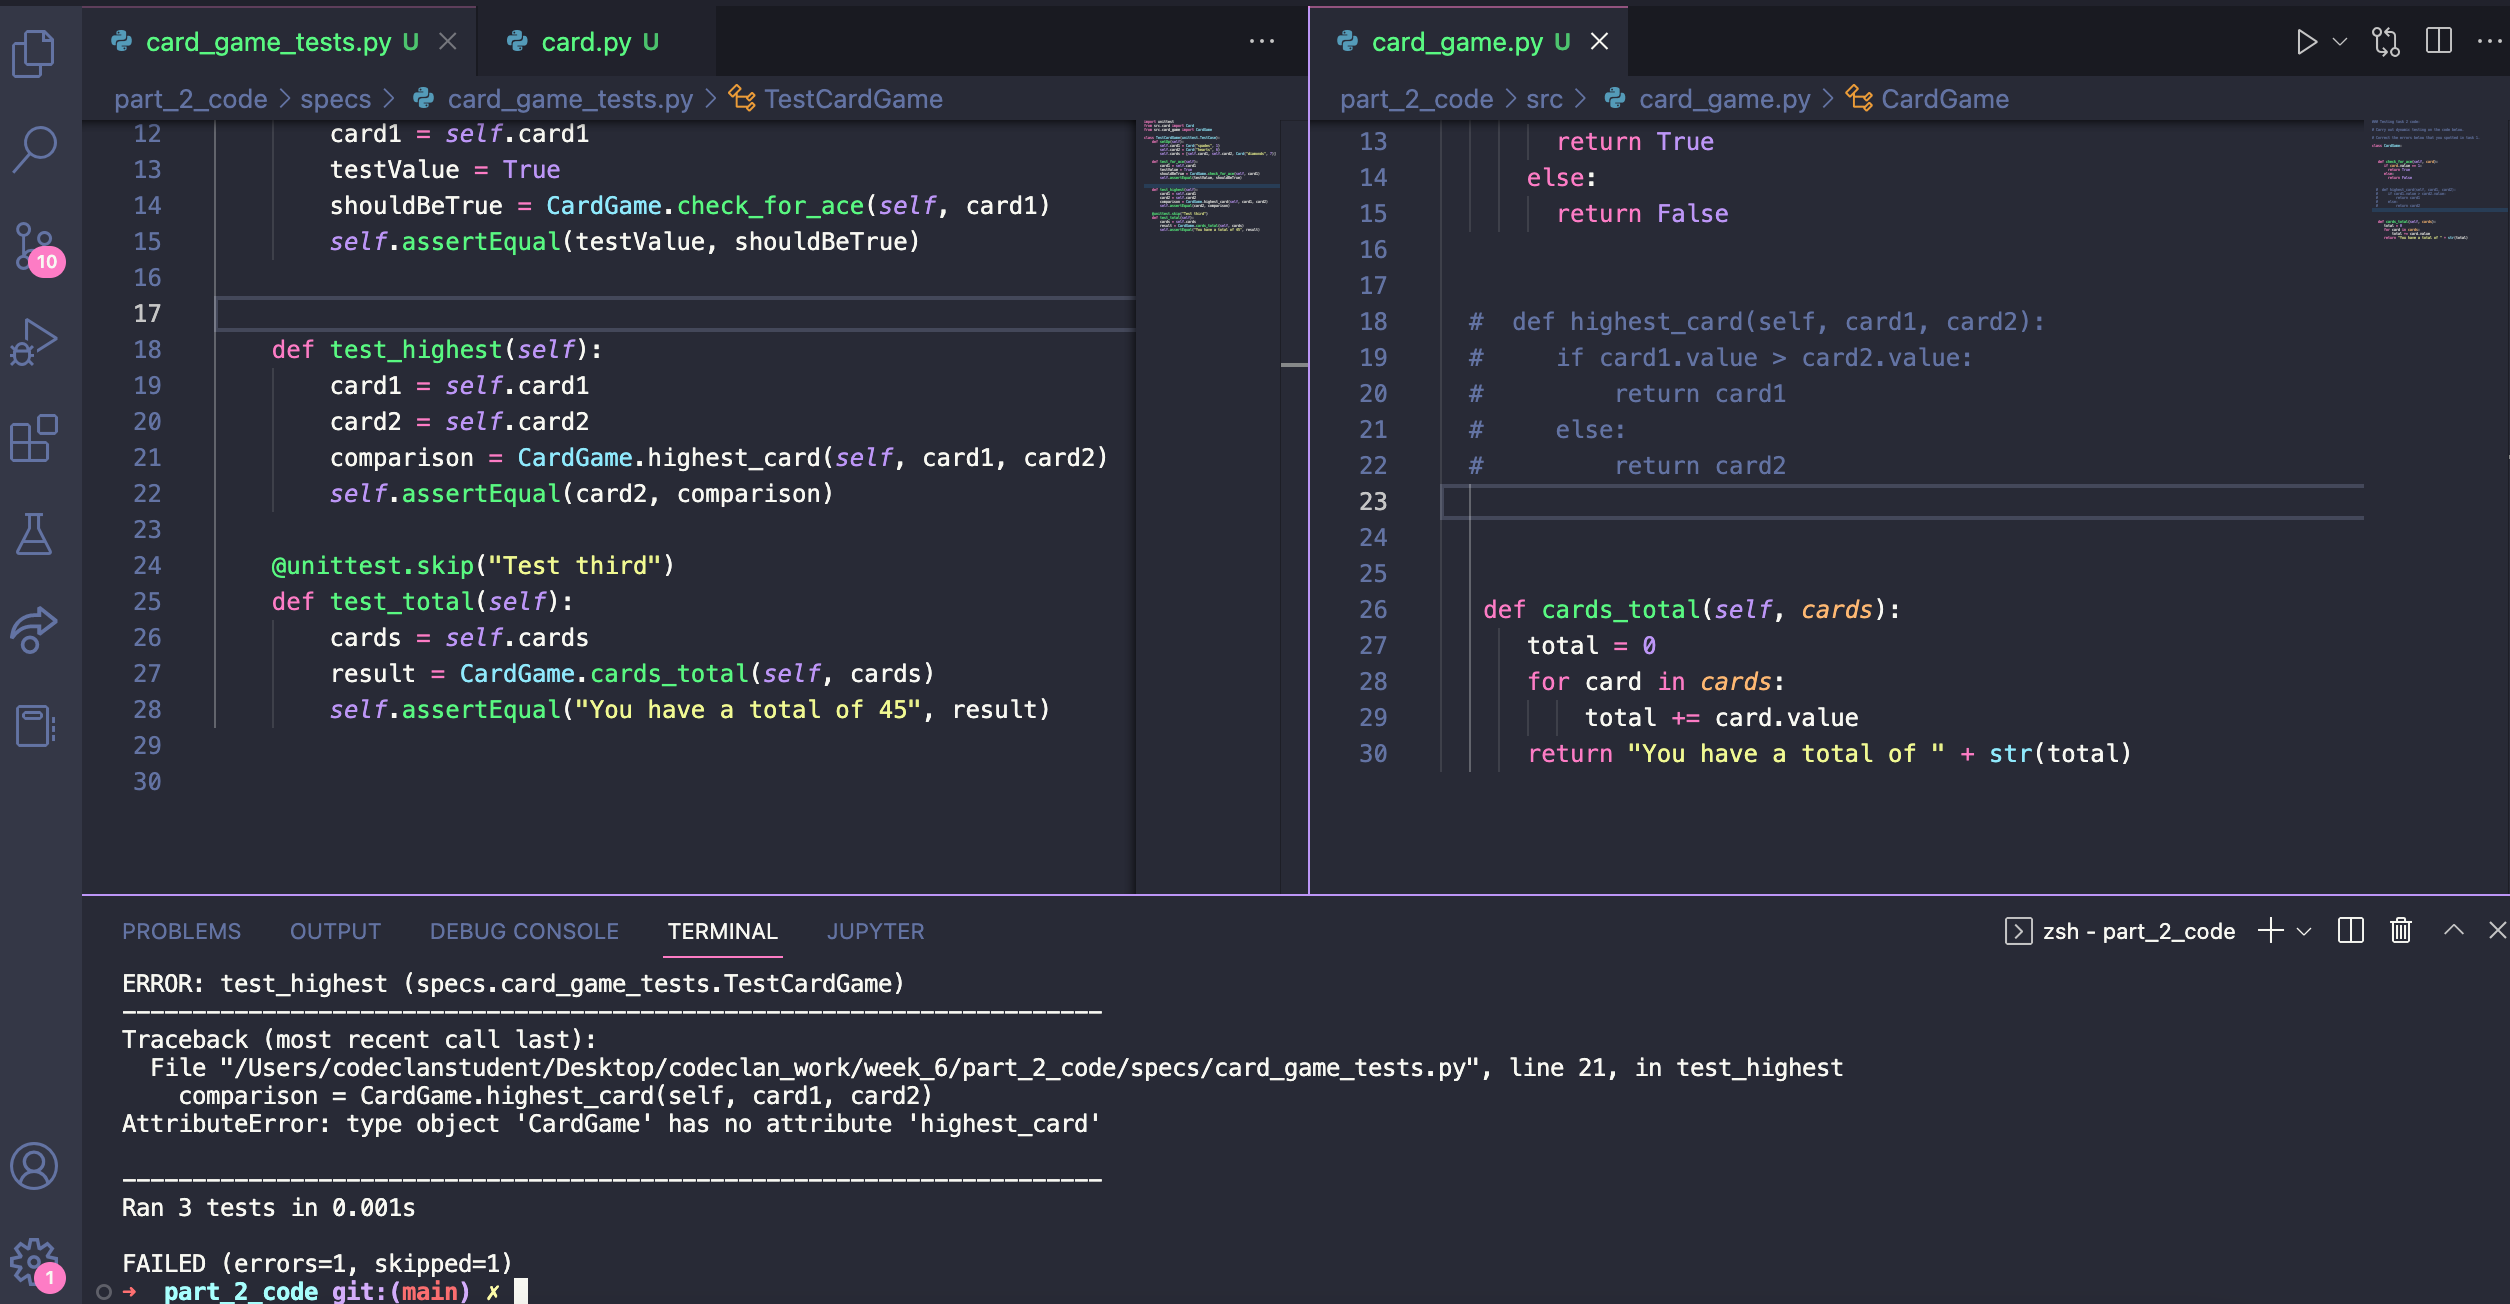 card_game_tests.py U
card.py U
card_game.py U
part_2_code > specs > card_game_tests.py > TestCardGame
part_2_code > src > card_game.py > CardGame
12 card1 = self.card1
13 testValue = True
14 shouldBeTrue = CardGame.check_for_ace(self, card1)
15 self.assertEqual(testValue, shouldBeTrue)
16
17
18 def test_highest(self):
19 card1 = self.card1
20 card2 = self.card2
21 comparison = CardGame.highest_card(self, card1, card2)
22 self.assertEqual(card2, comparison)
23
24 @unittest.skip("Test third")
25 def test_total(self):
26 cards = self.cards
27 result = CardGame.cards_total(self, cards)
28 self.assertEqual("You have a total of 45", result)
29
30
13 return True
14 else:
15 return False
16
17
18 # def highest_card(self, card1, card2):
19 # if card1.value > card2.value:
20 # return card1
21 # else:
22 # return card2
23
24
25
26 def cards_total(self, cards):
27 total = 0
28 for card in cards:
29 total += card.value
30 return "You have a total of " + str(total)
10
1
PROBLEMS OUTPUT DEBUG CONSOLE TERMINAL JUPYTER
zsh - part_2_code
ERROR: test_highest (specs.card_game_tests.TestCardGame)
----------------------------------------------------------------------
Traceback (most recent call last):
File "/Users/codeclanstudent/Desktop/codeclan_work/week_6/part_2_code/specs/card_game_tests.py", line 21, in test_highest
comparison = CardGame.highest_card(self, card1, card2)
AttributeError: type object 'CardGame' has no attribute 'highest_card'
----------------------------------------------------------------------
Ran 3 tests in 0.001s
FAILED (errors=1, skipped=1)
➜ part_2_code git:(main) ✗